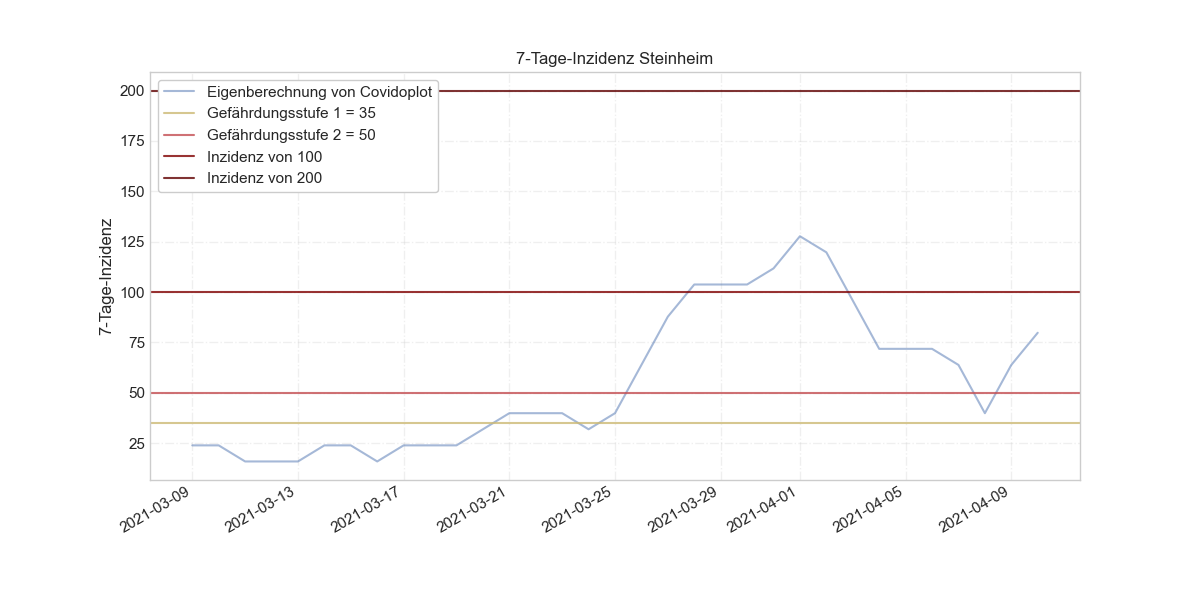 7-Tage-Inzidenz Steinheim
Eigenberechnung von Covidoplot
Gefährdungsstufe 1 = 35
Gefährdungsstufe 2 = 50
Inzidenz von 100
Inzidenz von 200
7-Tage-Inzidenz
200
175
150
125
100
75
50
25
2021-03-09
2021-03-13
2021-03-17
2021-03-21
2021-03-25
2021-03-29
2021-04-01
2021-04-05
2021-04-09